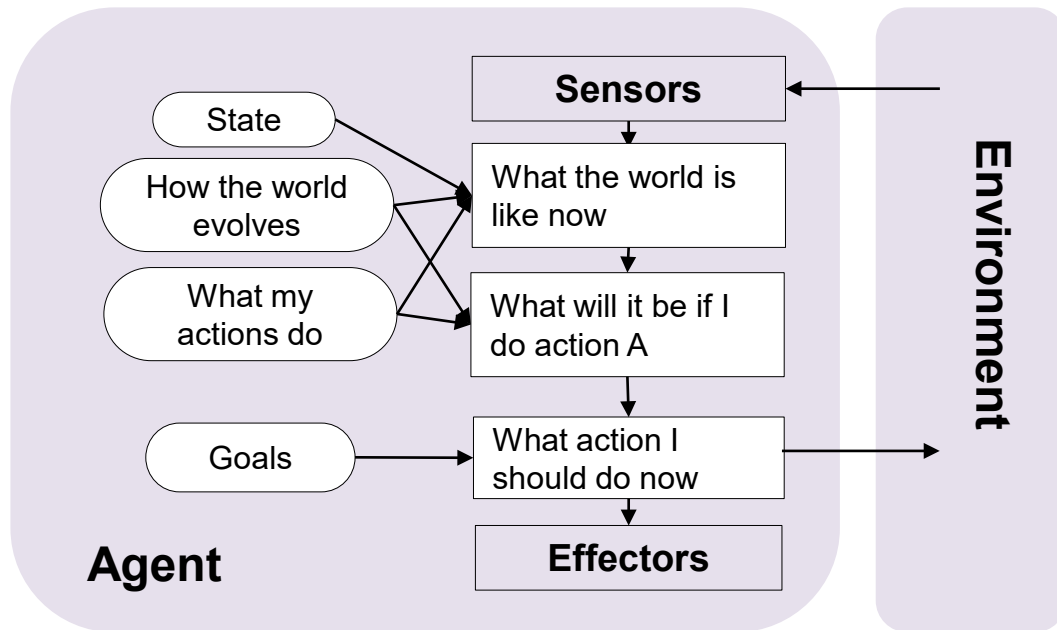 Sensors
State
What the world is
like now
How the world
evolves
What my
actions do
What will it be if I
do action A
Goals
What action I
should do now
Effectors
Agent
Environment